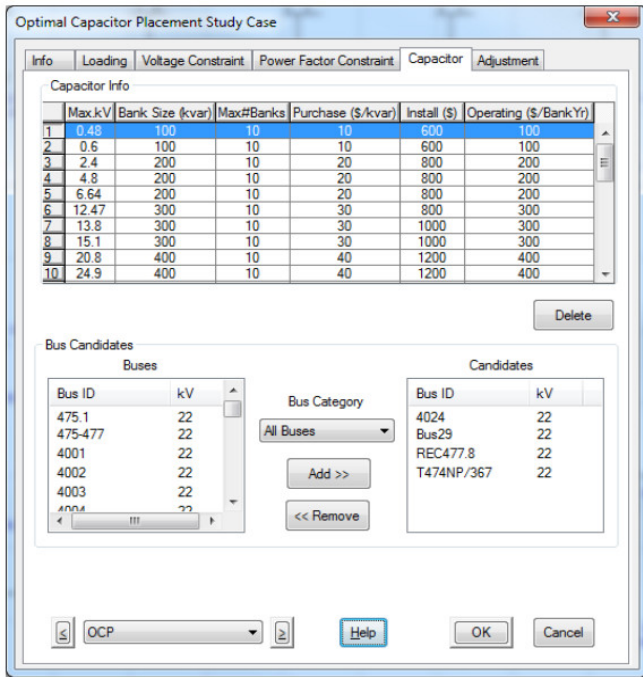 Optimal Capacitor Placement Study Case
Info Loading Voltage Constraint Power Factor Constraint Capacitor Adjustment
Capacitor Info
Max.kV Bank Size (kvar) Max#Banks Purchase ($/kvar) Install ($) Operating ($/BankYr)
1 0.48 100 10 10 600 100
2 0.6 100 10 10 600 100
3 2.4 200 10 20 800 200
4 4.8 200 10 20 800 200
5 6.64 200 10 20 800 200
6 12.47 300 10 30 800 300
7 13.8 300 10 30 1000 300
8 15.1 300 10 30 1000 300
9 20.8 400 10 40 1200 400
10 24.9 400 10 40 1200 400
Delete
Bus Candidates
Buses
Bus ID kV
475.1 22
475-477 22
4001 22
4002 22
4003 22
4004 22
Bus Category
All Buses
Add >>
<< Remove
Candidates
Bus ID kV
4024 22
Bus29 22
REC477.8 22
T474NP/367 22
≤ OCP ≥ Help OK Cancel